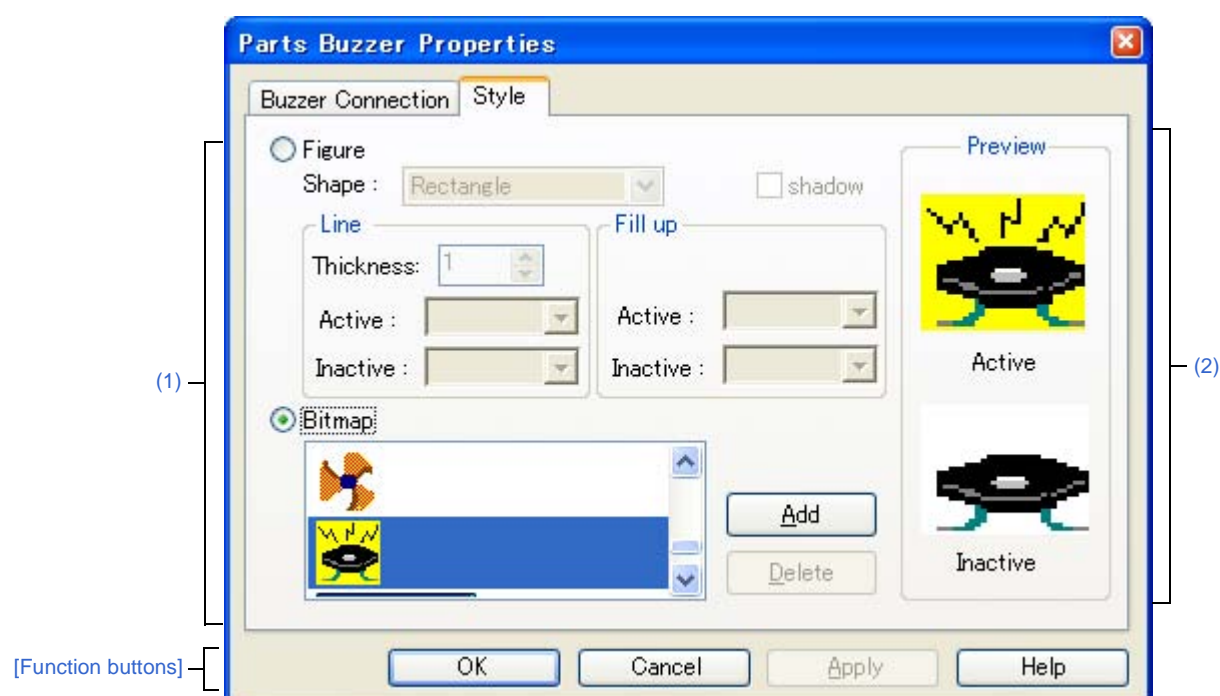 Parts Buzzer Properties
Buzzer Connection Style
Figure
Shape : Rectangle shadow
Line
Thickness: 1
Active :
Inactive :
Fill up
Active :
Inactive :
Bitmap
Add
Delete
Preview
Active
Inactive
(1)
(2)
[Function buttons]
OK Cancel Apply Help